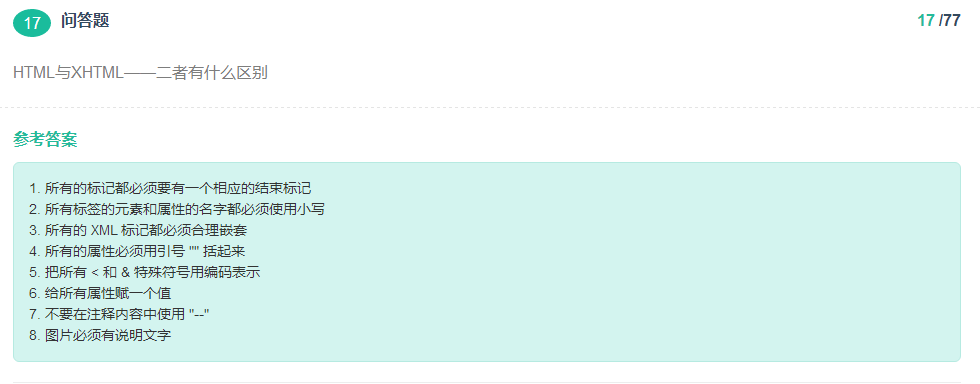 17 问答题 17 /77
HTML与XHTML——二者有什么区别
参考答案
1. 所有的标记都必须要有一个相应的结束标记
2. 所有标签的元素和属性的名字都必须使用小写
3. 所有的 XML 标记都必须合理嵌套
4. 所有的属性必须用引号 "" 括起来
5. 把所有 < 和 & 特殊符号用编码表示
6. 给所有属性赋一个值
7. 不要在注释内容中使用 "--"
8. 图片必须有说明文字